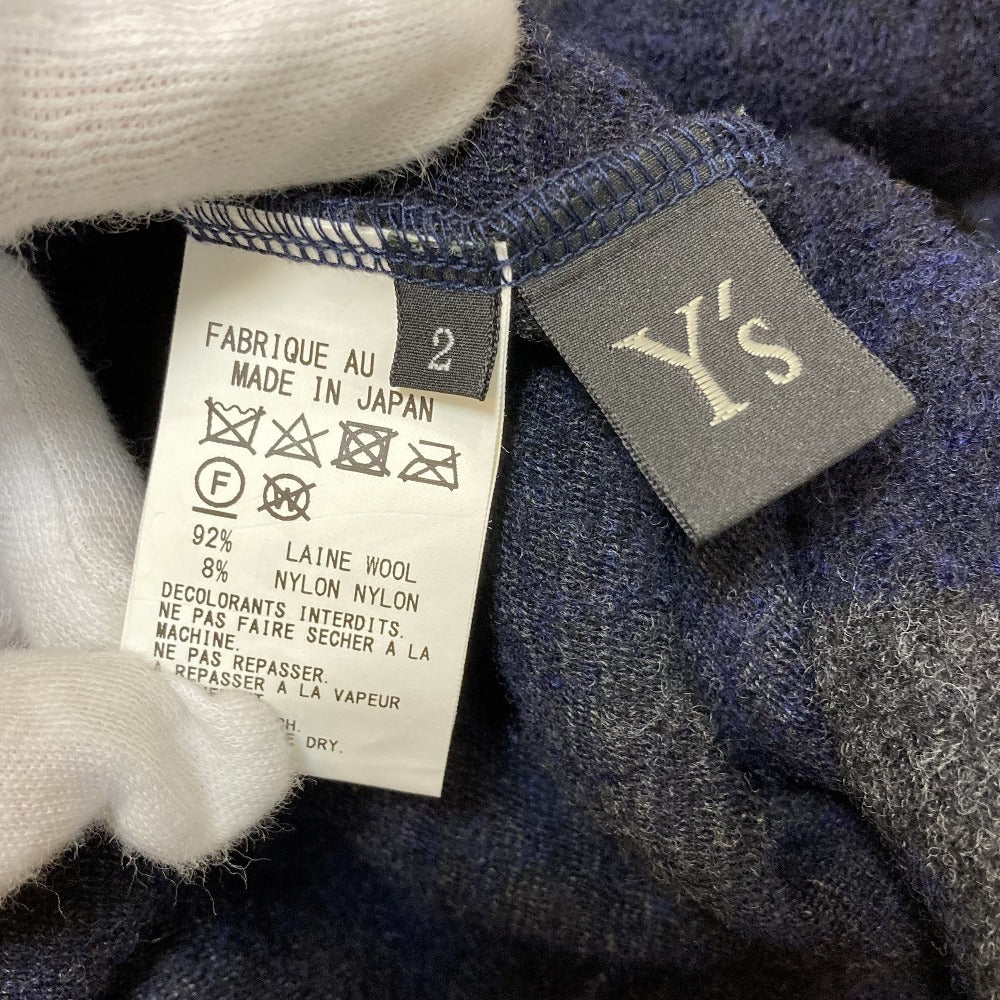 FABRIQUE AU
MADE IN JAPAN
2
Y's
F
W
92% LAINE WOOL
8% NYLON NYLON
DECOLORANTS INTERDITS.
NE PAS FAIRE SECHER A LA
MACHINE.
NE PAS REPASSER.
A REPASSER A LA VAPEUR
DRY.